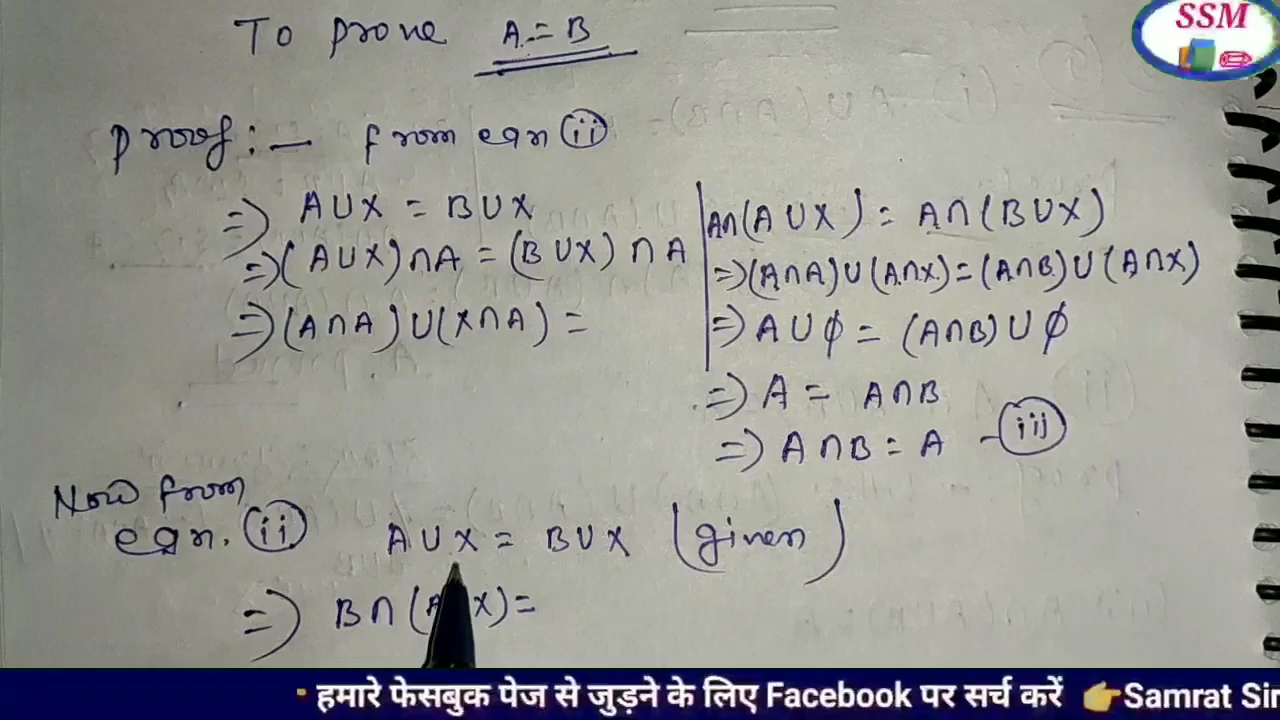 SSM
To prove A = B
Proof :- from eqn (ii)
=> A∪X = B∪X
=> (A∪X)∩A = (B∪X)∩A
=> (A∩A)∪(X∩A) =
A∩(A∪X) = A∩(B∪X)
=> (A∩A)∪(A∩X) = (A∩B)∪(A∩X)
=> A∪ϕ = (A∩B)∪ϕ
=> A = A∩B
=> A∩B = A - (iii)
Now from
eqn. (ii) A∪X = B∪X (given)
=> B∩( X) =
• हमारे फेसबुक पेज से जुड़ने के लिए Facebook पर सर्च करें 👉Samrat Sir